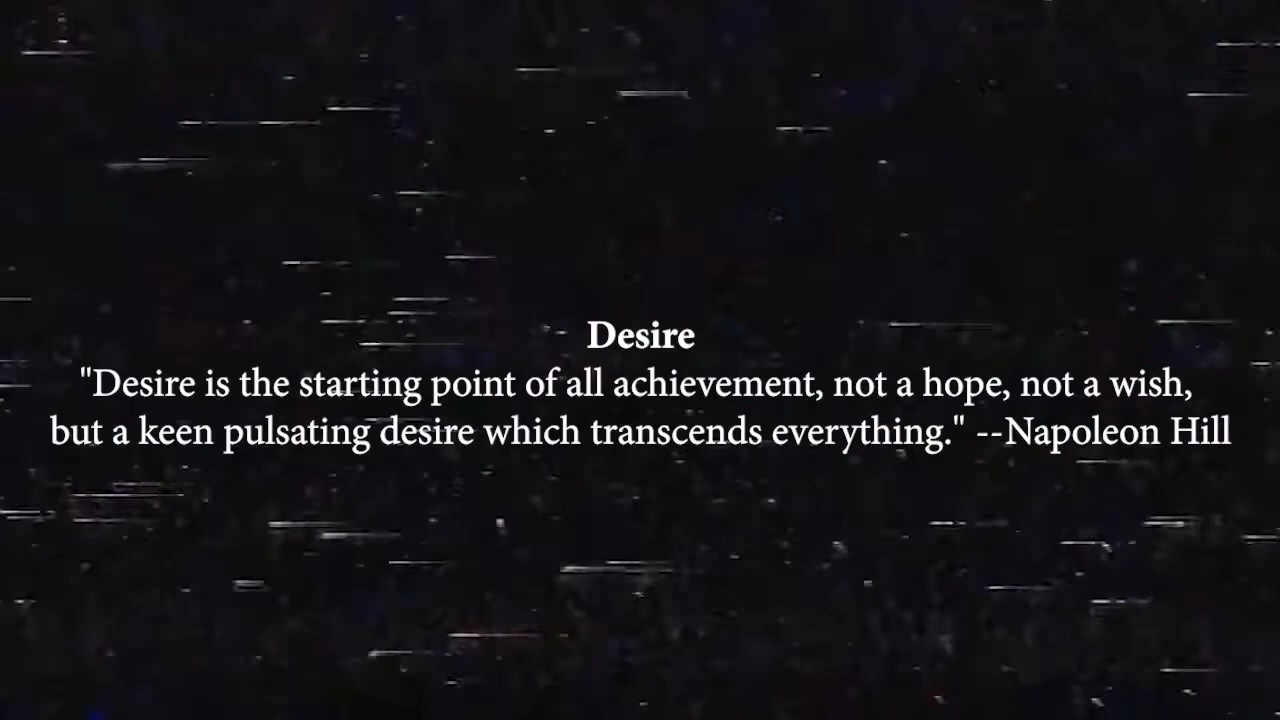 Desire
"Desire is the starting point of all achievement, not a hope, not a wish,
but a keen pulsating desire which transcends everything." --Napoleon Hill